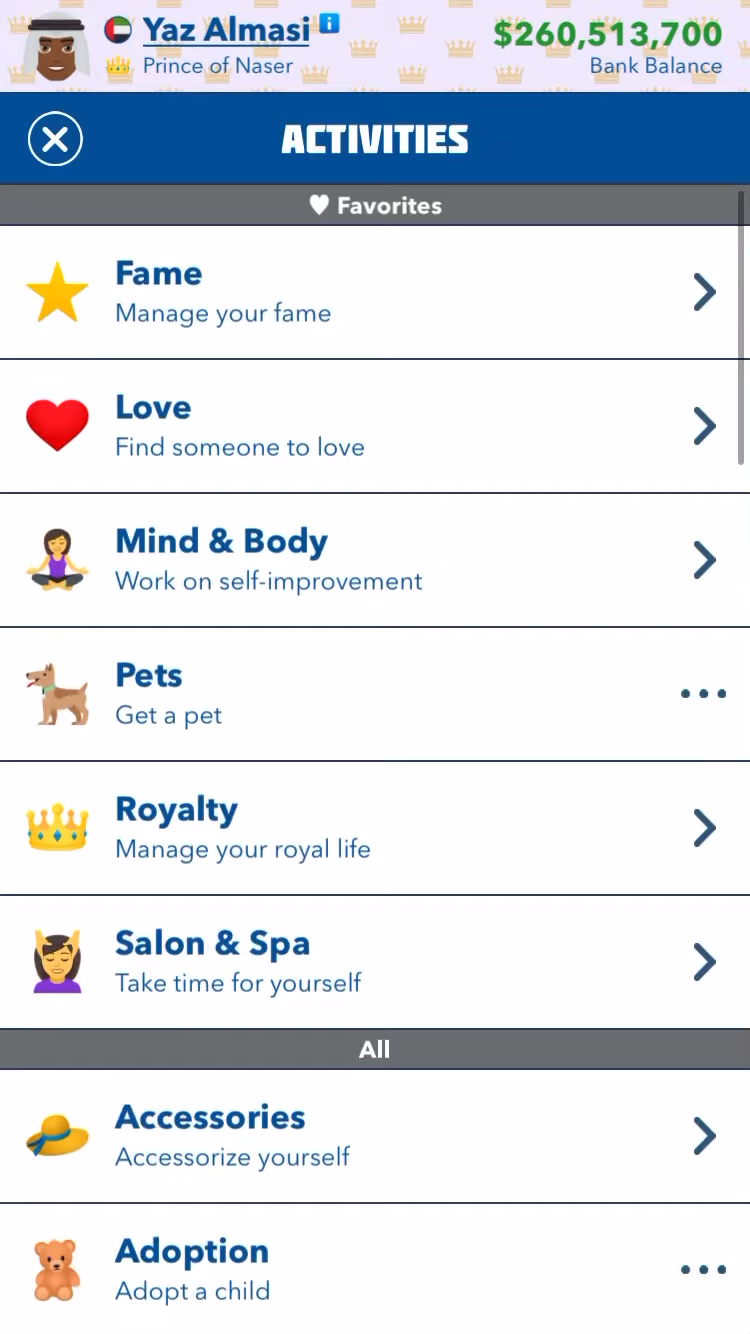 Yaz Almasi
$260,513,700
Prince of Naser
Bank Balance
ACTIVITIES
Favorites
Fame
Manage your fame
Love
Find someone to love
Mind & Body
Work on self-improvement
Pets
Get a pet
Royalty
Manage your royal life
Salon & Spa
Take time for yourself
All
Accessories
Accessorize yourself
Adoption
Adopt a child